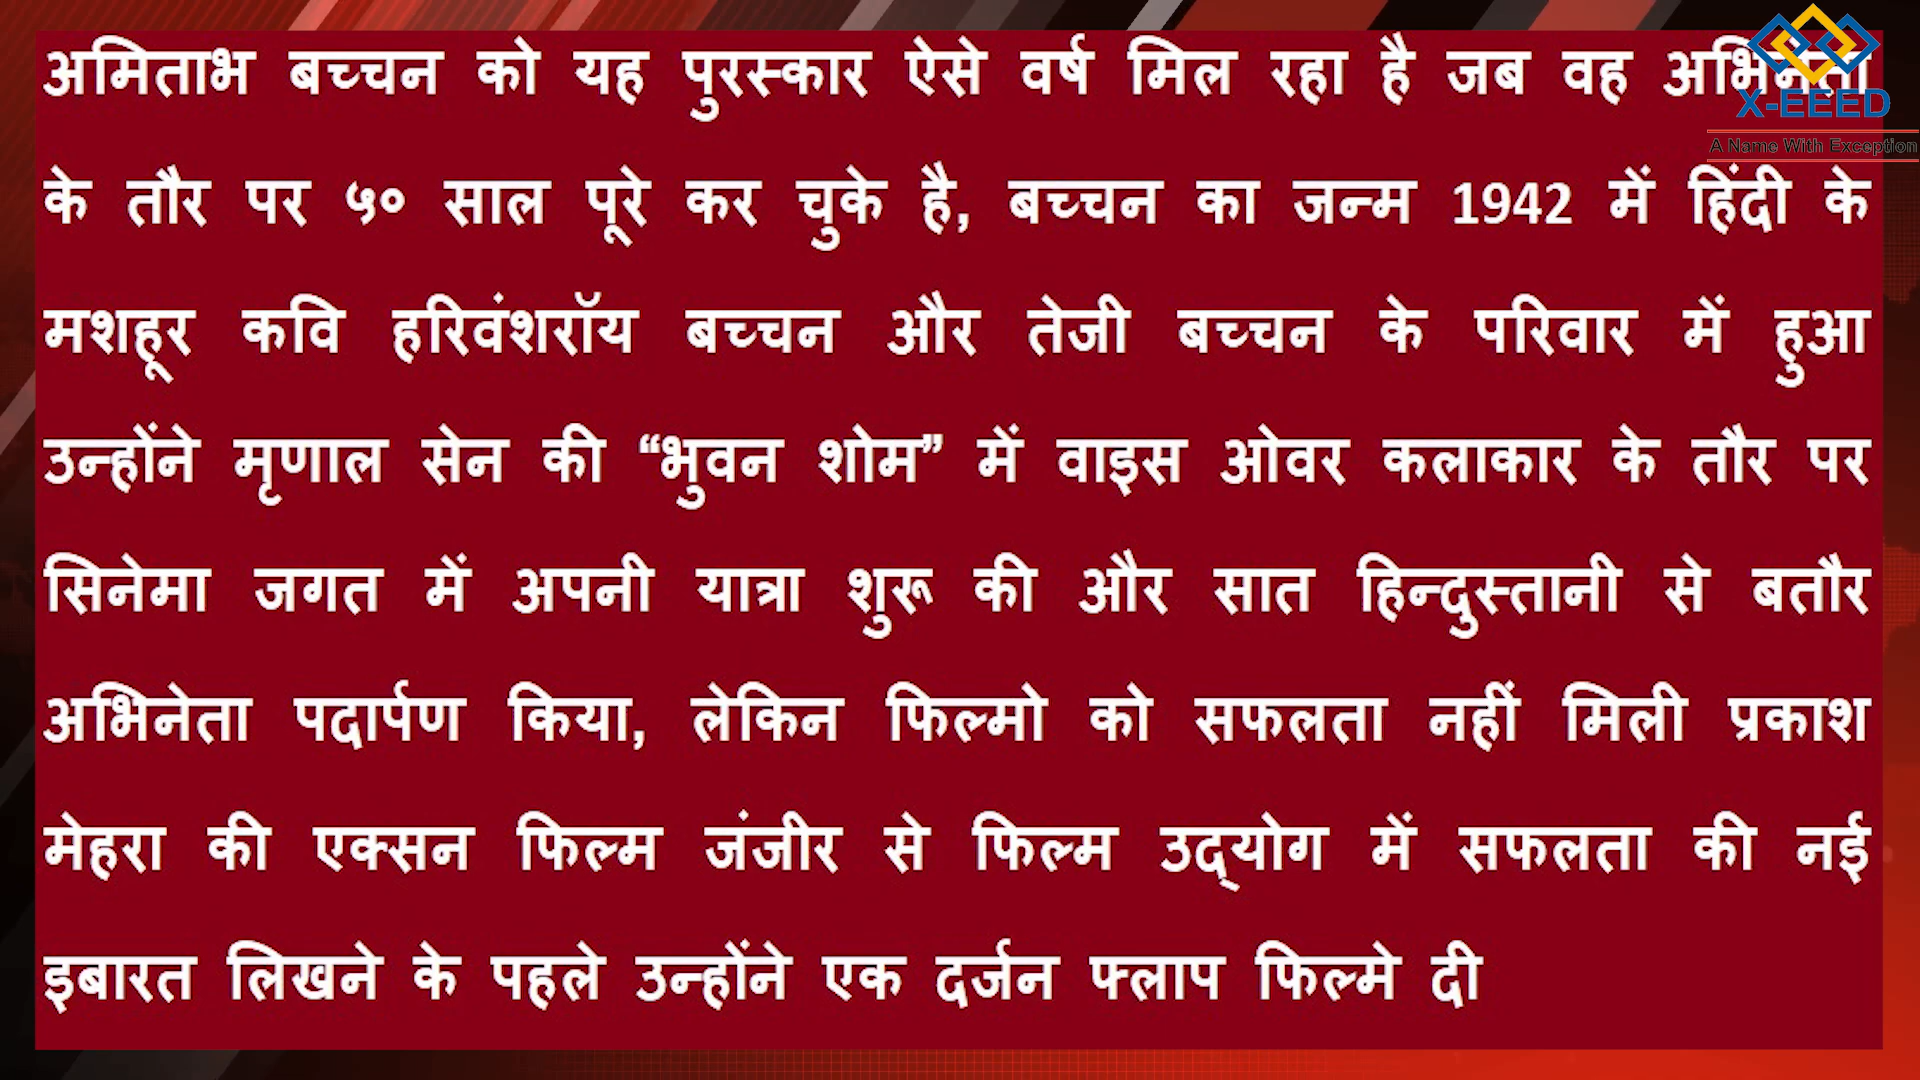 अमिताभ बच्चन को यह पुरस्कार ऐसे वर्ष मिल रहा है जब वह अभिनेता
X-EEED
A Name With Exception
के तौर पर ५० साल पूरे कर चुके है, बच्चन का जन्म 1942 में हिंदी के
मशहूर कवि हरिवंशरॉय बच्चन और तेजी बच्चन के परिवार में हुआ
उन्होंने मृणाल सेन की “भुवन शोम” में वाइस ओवर कलाकार के तौर पर
सिनेमा जगत में अपनी यात्रा शुरू की और सात हिन्दुस्तानी से बतौर
अभिनेता पदार्पण किया, लेकिन फिल्मो को सफलता नहीं मिली प्रकाश
मेहरा की एक्सन फिल्म जंजीर से फिल्म उद्‌योग में सफलता की नई
इबारत लिखने के पहले उन्होंने एक दर्जन फ्लाप फिल्मे दी